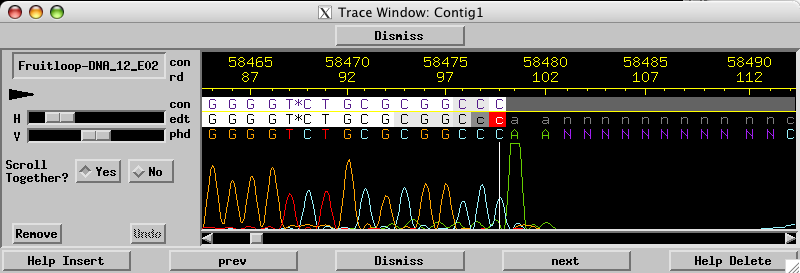 Trace Window: Contig1
Dismiss
Fruitloop-DNA_12_E02
con 58465 58470 58475 58480 58485 58490
rd 87 92 97 102 107 112
con G G G G T * C T G C G C G G C C C
H edt G G G G T * C T G C G C G G C c c a a n n n n n n n n n n n n c
V phd G G G G T C T G C G C G G C C C A A N N N N N N N N N N N N C
Scroll
Together? Yes No
Remove Undo
Help Insert prev Dismiss next Help Delete